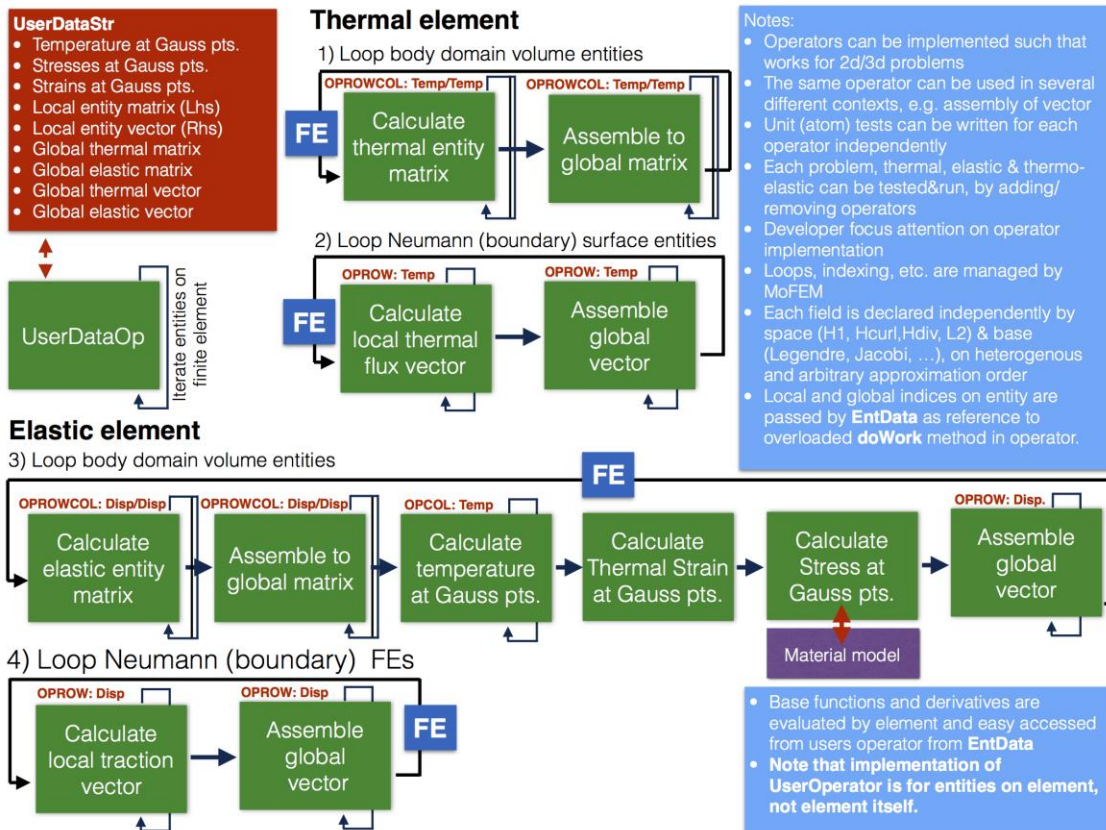 UserDataStr
• Temperature at Gauss pts.
• Stresses at Gauss pts.
• Strains at Gauss pts.
• Local entity matrix (Lhs)
• Local entity vector (Rhs)
• Global thermal matrix
• Global elastic matrix
• Global thermal vector
• Global elastic vector
UserDataOp
Iterate entities on
finite element
Thermal element
1) Loop body domain volume entities
OPROWCOL: Temp/Temp
OPROWCOL: Temp/Temp
FE
Calculate
thermal entity
matrix
Assemble to
global matrix
2) Loop Neumann (boundary) surface entities
OPROW: Temp
OPROW: Temp
FE
Calculate
local thermal
flux vector
Assemble
global
vector
Notes:
• Operators can be implemented such that
works for 2d/3d problems
• The same operator can be used in several
different contexts, e.g. assembly of vector
• Unit (atom) tests can be written for each
operator independently
• Each problem, thermal, elastic & thermo-
elastic can be tested&run, by adding/
removing operators
• Developer focus attention on operator
implementation
• Loops, indexing, etc. are managed by
MoFEM
• Each field is declared independently by
space (H1, Hcurl,Hdiv, L2) & base
(Legendre, Jacobi, …), on heterogenous
and arbitrary approximation order
• Local and global indices on entity are
passed by EntData as reference to
overloaded doWork method in operator.
Elastic element
3) Loop body domain volume entities
FE
OPROWCOL: Disp/Disp
OPROWCOL: Disp/Disp
OPCOL: Temp
OPROW: Disp.
Calculate
elastic entity
matrix
Assemble to
global matrix
Calculate
temperature
at Gauss pts.
Calculate
Thermal Strain
at Gauss pts.
Calculate
Stress at
Gauss pts.
Assemble
global
vector
Material model
4) Loop Neumann (boundary) FEs
OPROW: Disp
OPROW: Disp
FE
Calculate
local traction
vector
Assemble
global
vector
• Base functions and derivatives are
evaluated by element and easy accessed
from users operator from EntData
• Note that implementation of
UserOperator is for entities on element,
not element itself.